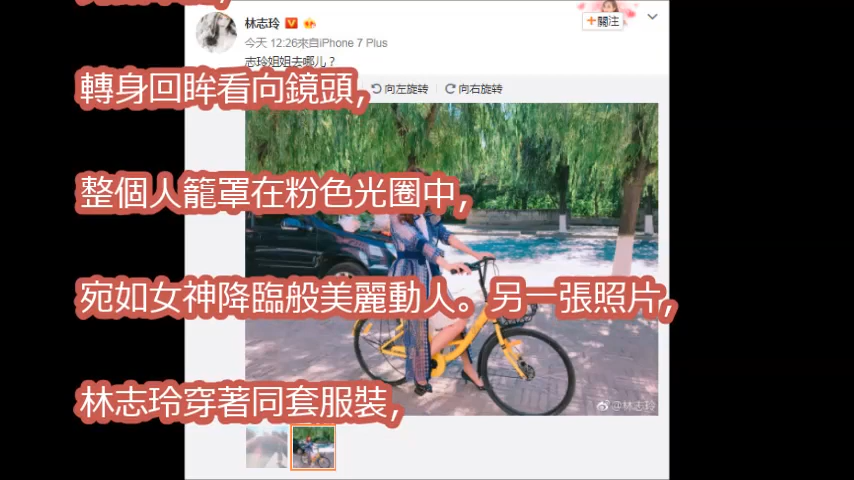 林志玲
+關注
今天 12:26來自iPhone 7 Plus
志玲姐姐去哪儿？
轉身回眸看向鏡頭,
向左旋转 向右旋转
整個人籠罩在粉色光圈中,
宛如女神降臨般美麗動人。另一張照片,
林志玲穿著同套服裝,
@林志玲